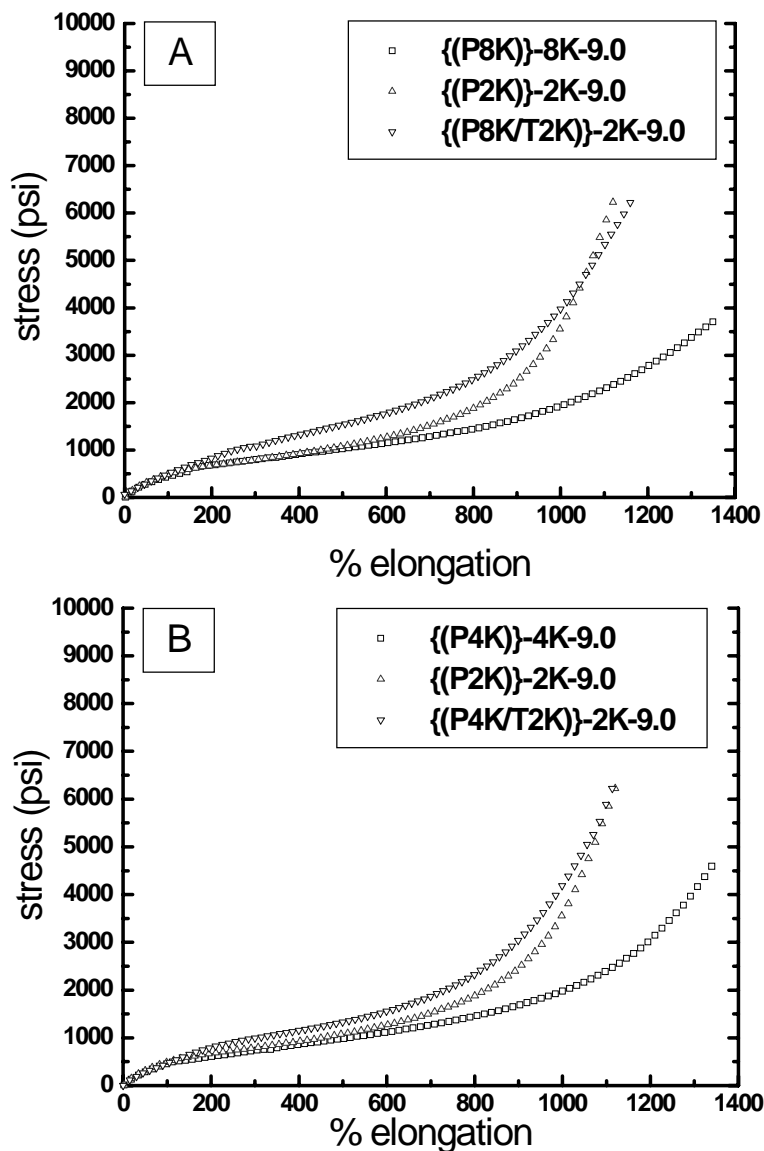 A
{(P8K)}-8K-9.0
{(P2K)}-2K-9.0
{(P8K/T2K)}-2K-9.0
10000
9000
8000
7000
6000
5000
4000
3000
2000
1000
0
stress (psi)
0 200 400 600 800 1000 1200 1400
% elongation
B
{(P4K)}-4K-9.0
{(P2K)}-2K-9.0
{(P4K/T2K)}-2K-9.0
10000
9000
8000
7000
6000
5000
4000
3000
2000
1000
0
stress (psi)
0 200 400 600 800 1000 1200 1400
% elongation